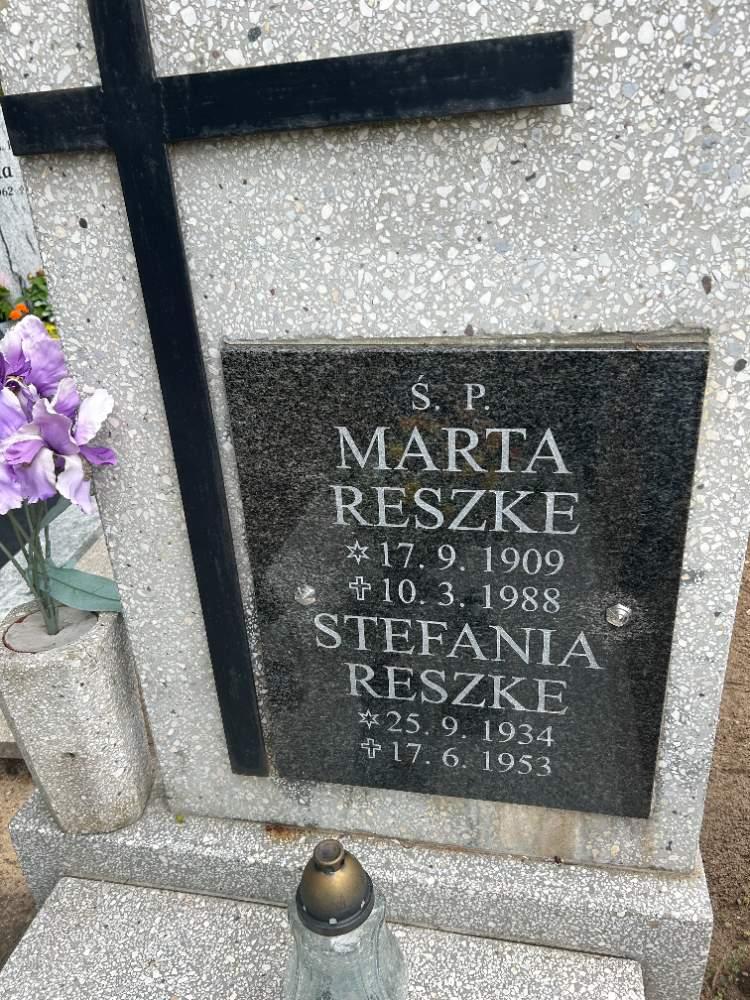 Ś. P.
MARTA
RESZKE
✡ 17. 9. 1909
✝ 10. 3. 1988
STEFANIA
RESZKE
✡ 25. 9. 1934
✝ 17. 6. 1953